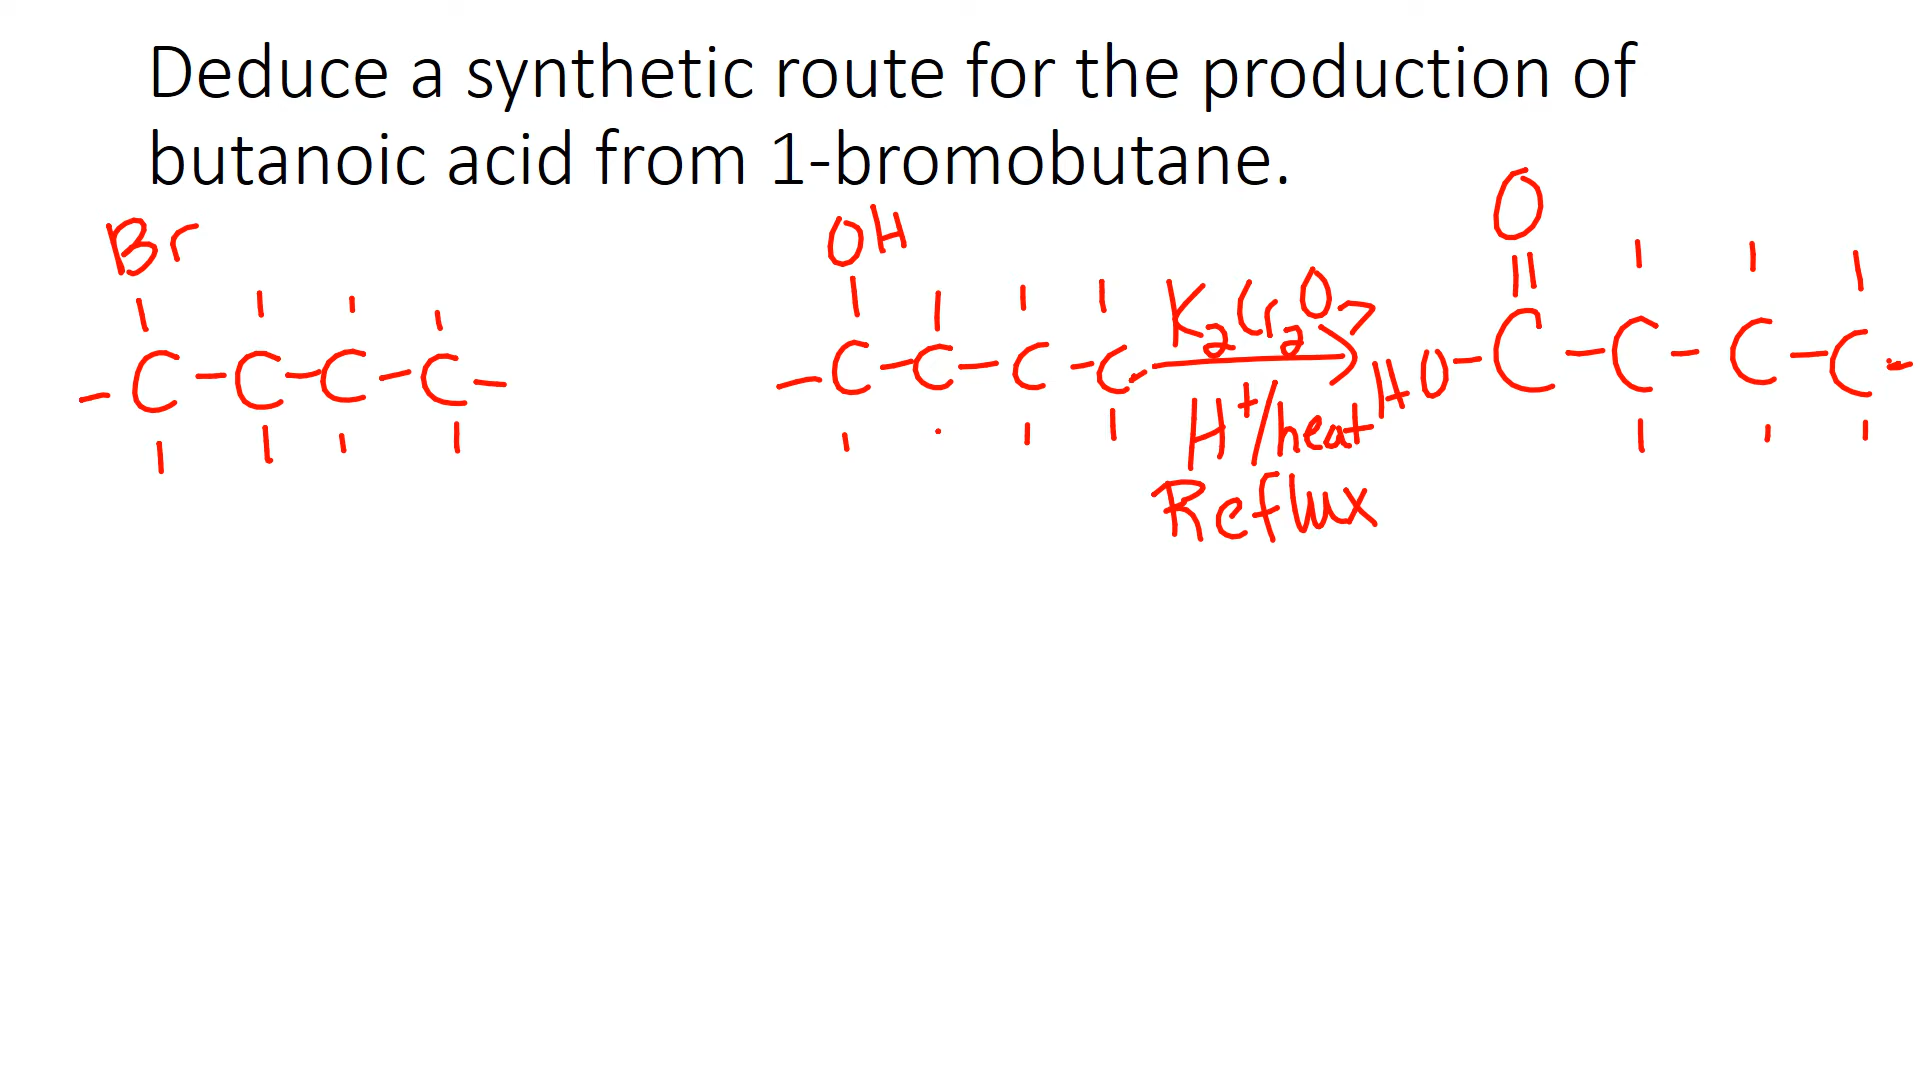 Deduce a synthetic route for the production of
butanoic acid from 1-bromobutane.
Br
C-C-C-C
OH
C-C-C-C
K2Cr2O7
H+/heat
Reflux
O
HO-C-C-C-C